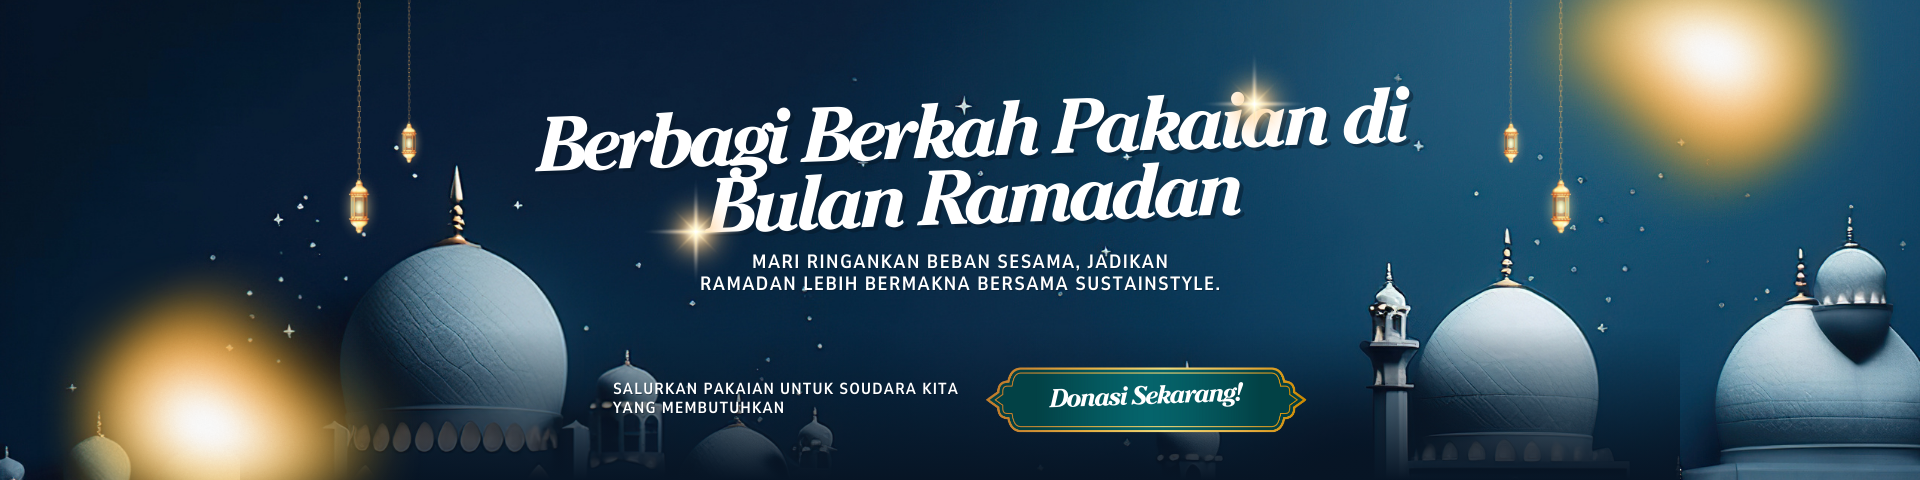 Berbagi Berkah Pakaian di
Bulan Ramadan
MARI RINGANKAN BEBAN SESAMA, JADIKAN
RAMADAN LEBIH BERMAKNA BERSAMA SUSTAINSTYLE.
SALURKAN PAKAIAN UNTUK SOUDARA KITA
YANG MEMBUTUHKAN
Donasi Sekarang!